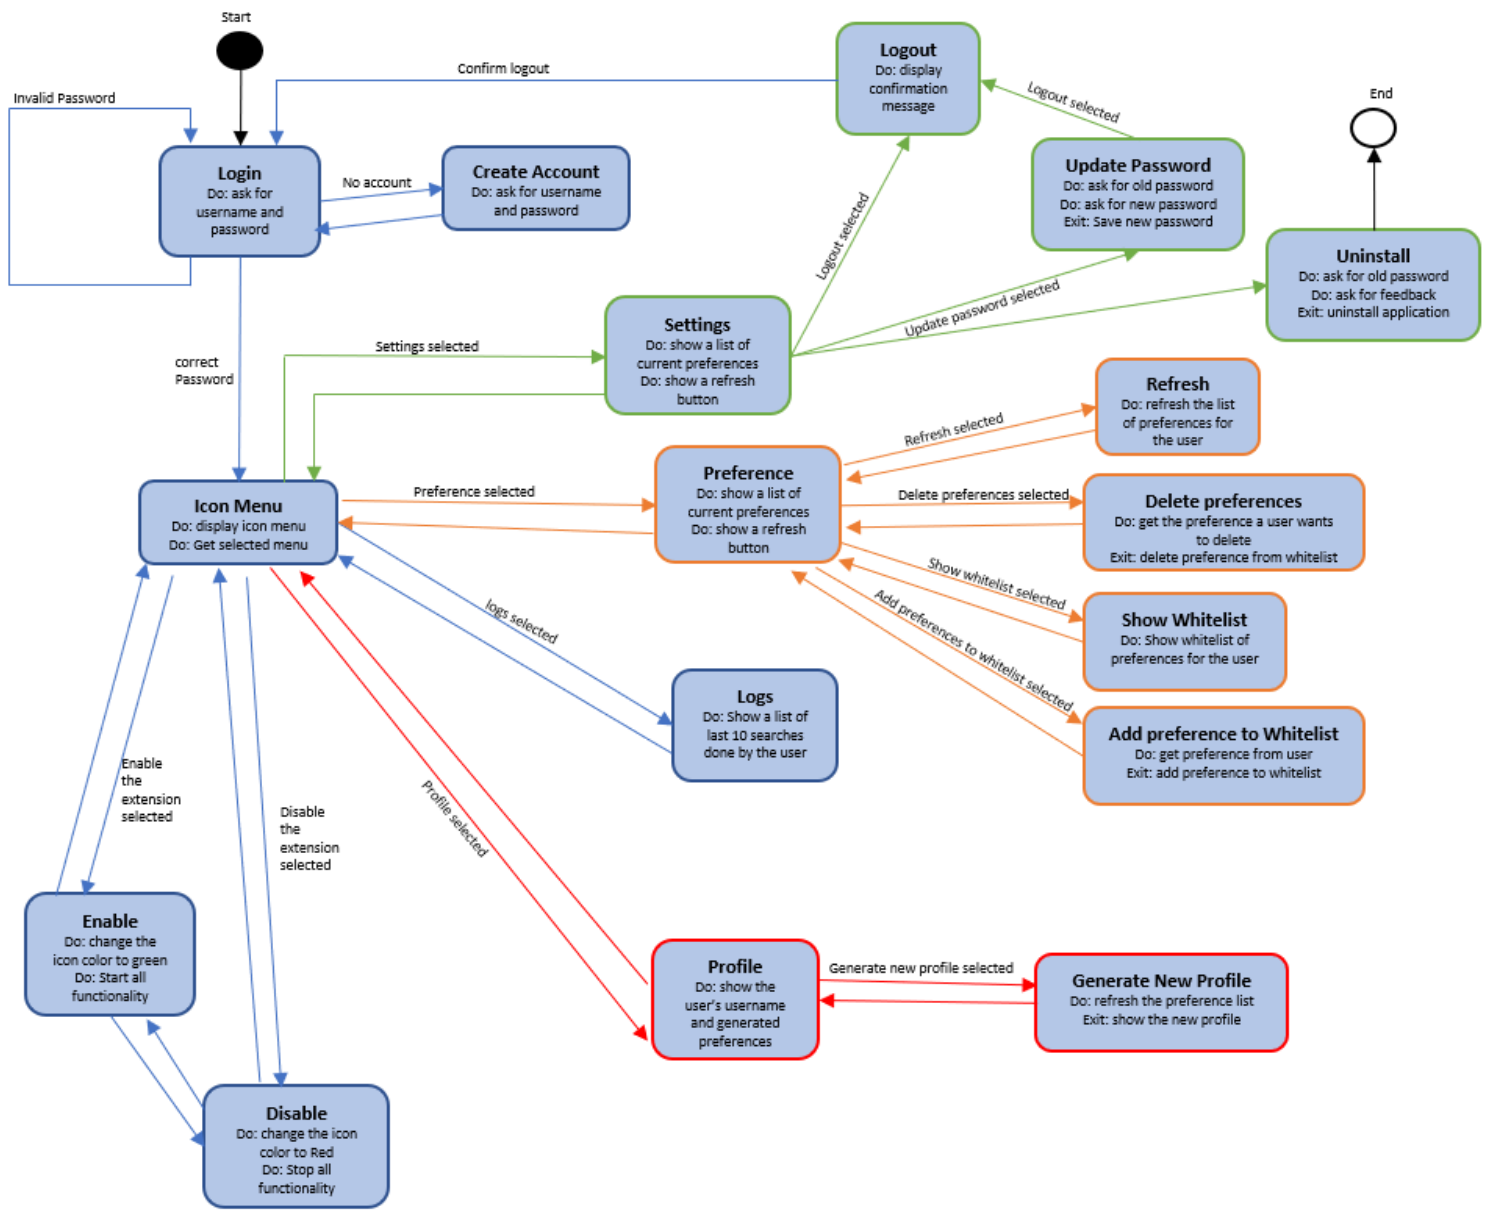 Start
Logout
Do: display
confirmation
message
Confirm logout
Logout selected
End
Invalid Password
Login
Do: ask for
username and
password
No account
Create Account
Do: ask for username
and password
Update Password
Do: ask for old password
Do: ask for new password
Exit: Save new password
Logout selected
Uninstall
Do: ask for old password
Do: ask for feedback
Exit: uninstall application
Update password selected
Settings
Do: show a list of
current preferences
Do: show a refresh
button
Settings selected
correct
Password
Refresh
Do: refresh the list
of preferences for
the user
Refresh selected
Preference
Do: show a list of
current preferences
Do: show a refresh
button
Preference selected
Delete preferences selected
Delete preferences
Do: get the preference a user wants
to delete
Exit: delete preference from whitelist
Icon Menu
Do: display icon menu
Do: Get selected menu
Show whitelist selected
Show Whitelist
Do: Show whitelist of
preferences for the user
Add preferences to whitelist selected
logs selected
Logs
Do: Show a list of
last 10 searches
done by the user
Add preference to Whitelist
Do: get preference from user
Exit: add preference to whitelist
Enable
the
extension
selected
Disable
the
extension
selected
Profile selected
Enable
Do: change the
icon color to green
Do: Start all
functionality
Profile
Do: show the
user's username
and generated
preferences
Generate new profile selected
Generate New Profile
Do: refresh the preference list
Exit: show the new profile
Disable
Do: change the icon
color to Red
Do: Stop all
functionality